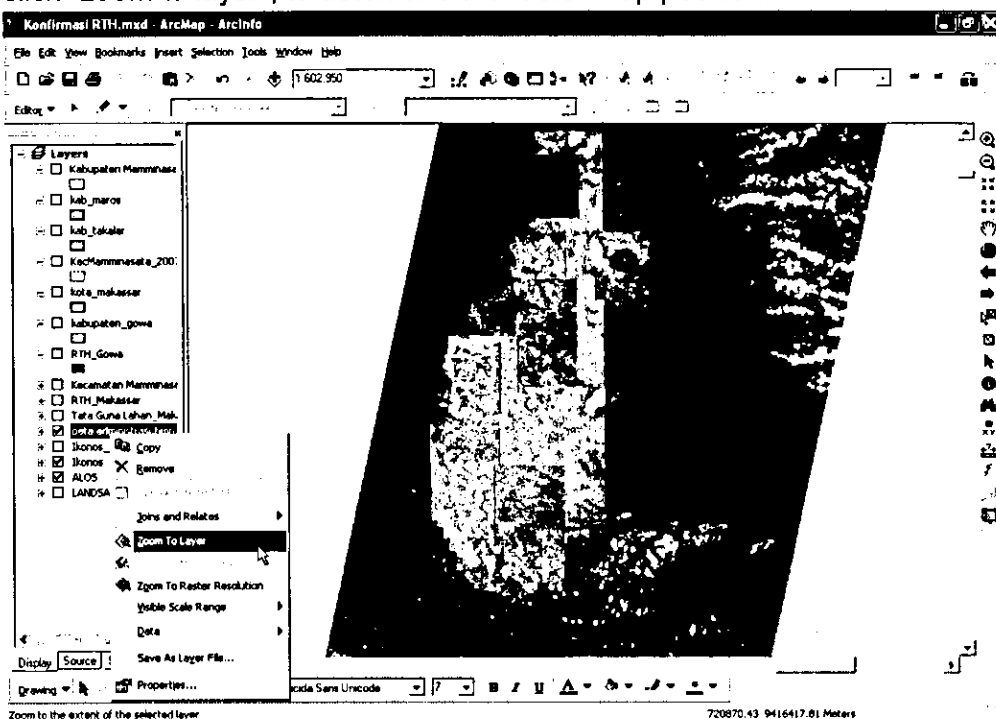 Konfirmasi RTH.mxd - ArcMap - ArcInfo
File Edit View Bookmarks Insert Selection Tools Window Help
1:602.950
Editor
Layers
Kabupaten Mamminasa
kab_maros
kab_takalar
KecMamminasata_200
kota_makassar
kabupaten_gowa
RTH_Gowa
Kecamatan Mamminas
RTH_Makassar
Tata Guna Lahan_Mak
Ikonos_
Ikonos
ALOS
LANDSA
Copy
Remove
Joins and Relates
Zoom To Layer
Zoom To Raster Resolution
Visible Scale Range
Data
Save As Layer File...
Properties...
Display Source
Drawing
cida Sans Unicode 7 B I U A
Zoom to the extent of the selected layer
720870.43 9416417.81 Meters